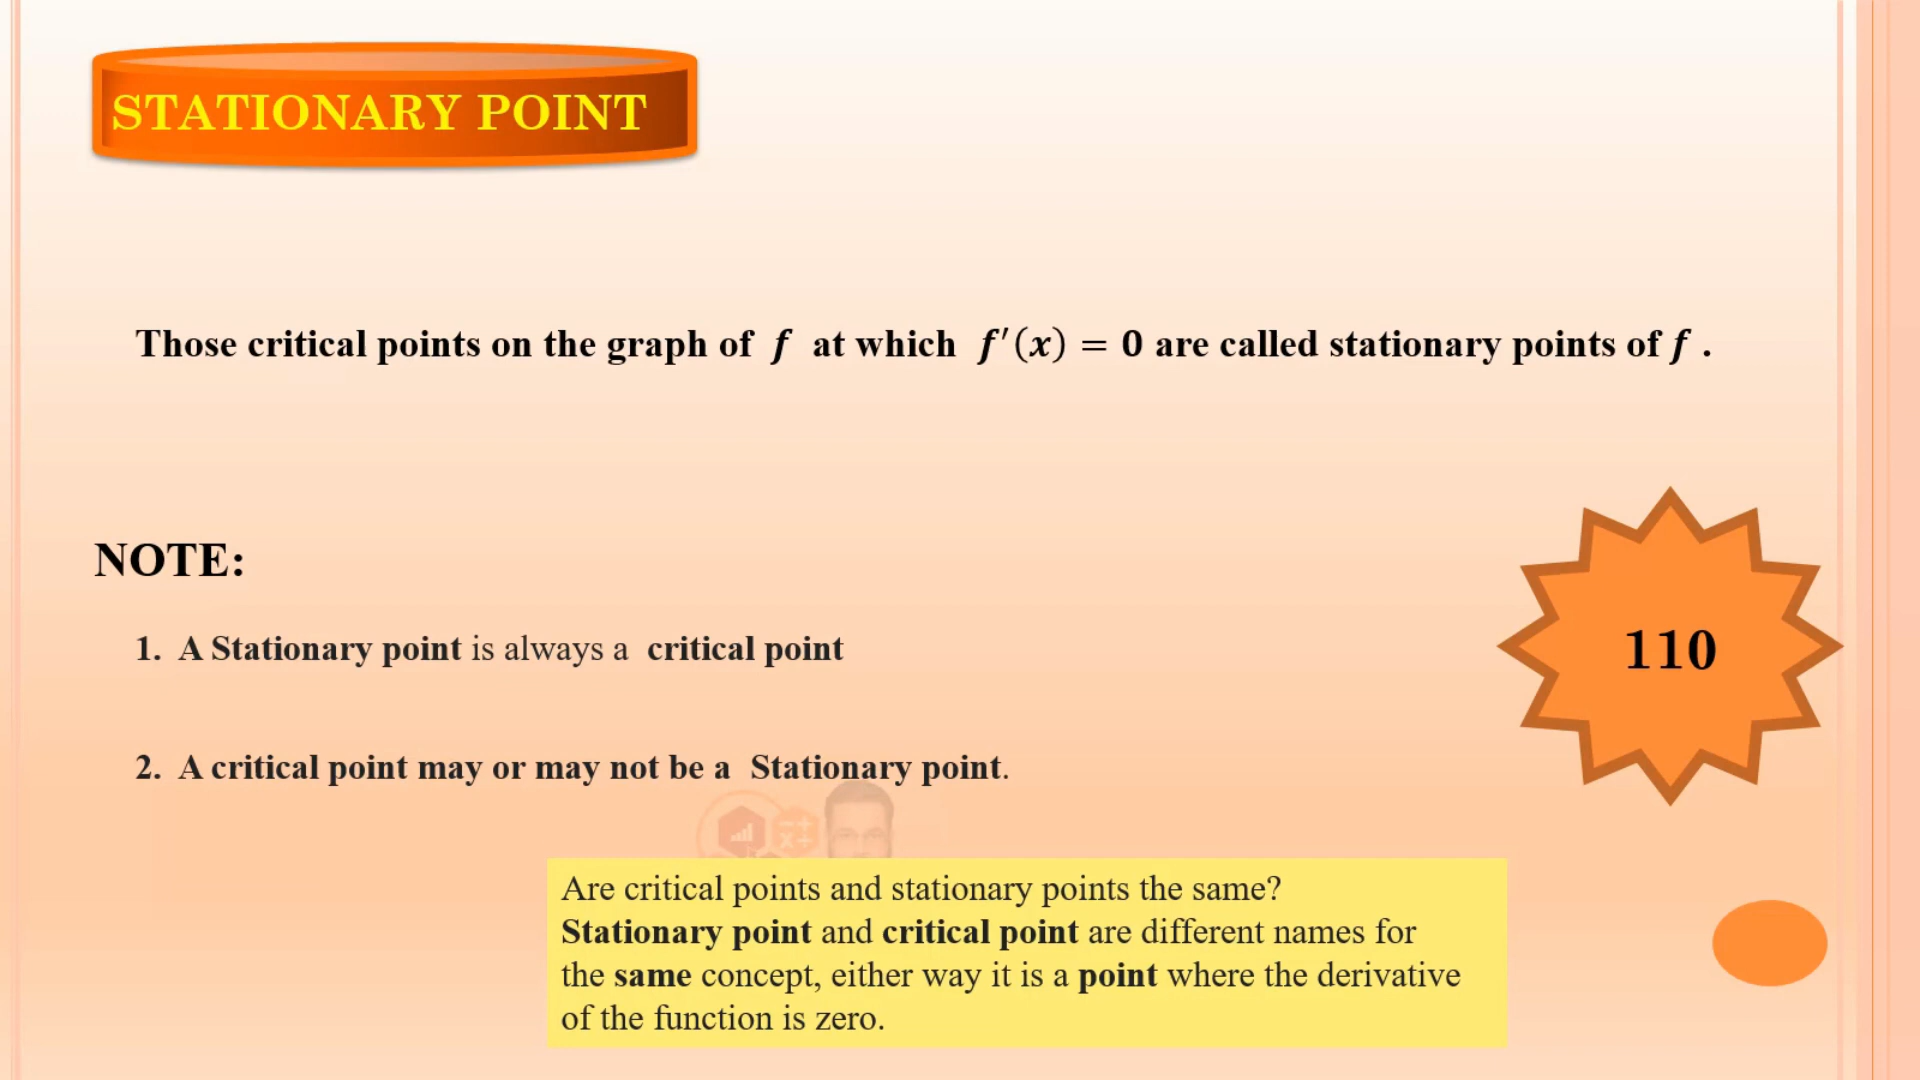 STATIONARY POINT
Those critical points on the graph of f at which f′(x) = 0 are called stationary points of f .
NOTE:
1. A Stationary point is always a critical point
110
2. A critical point may or may not be a Stationary point.
Are critical points and stationary points the same?
Stationary point and critical point are different names for
the same concept, either way it is a point where the derivative
of the function is zero.